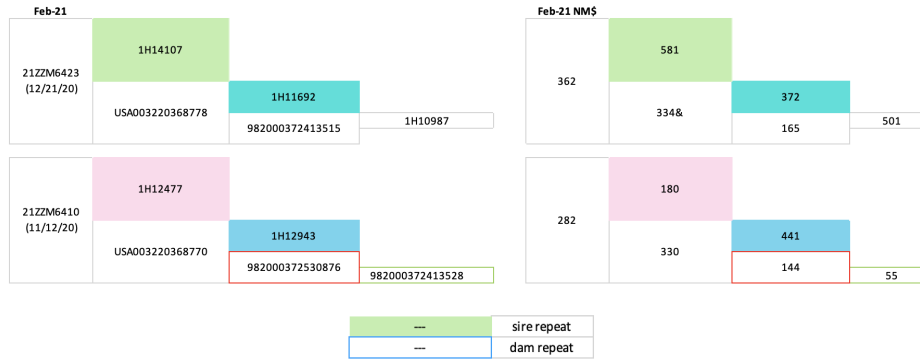 Feb-21
Feb-21 NM$
1H14107
581
21ZZM6423
(12/21/20)
362
1H11692
372
USA003220368778
334&
982000372413515
165
1H10987
501
1H12477
180
21ZZM6410
(11/12/20)
282
1H12943
441
USA003220368770
330
982000372530876
144
982000372413528
55
---
sire repeat
---
dam repeat